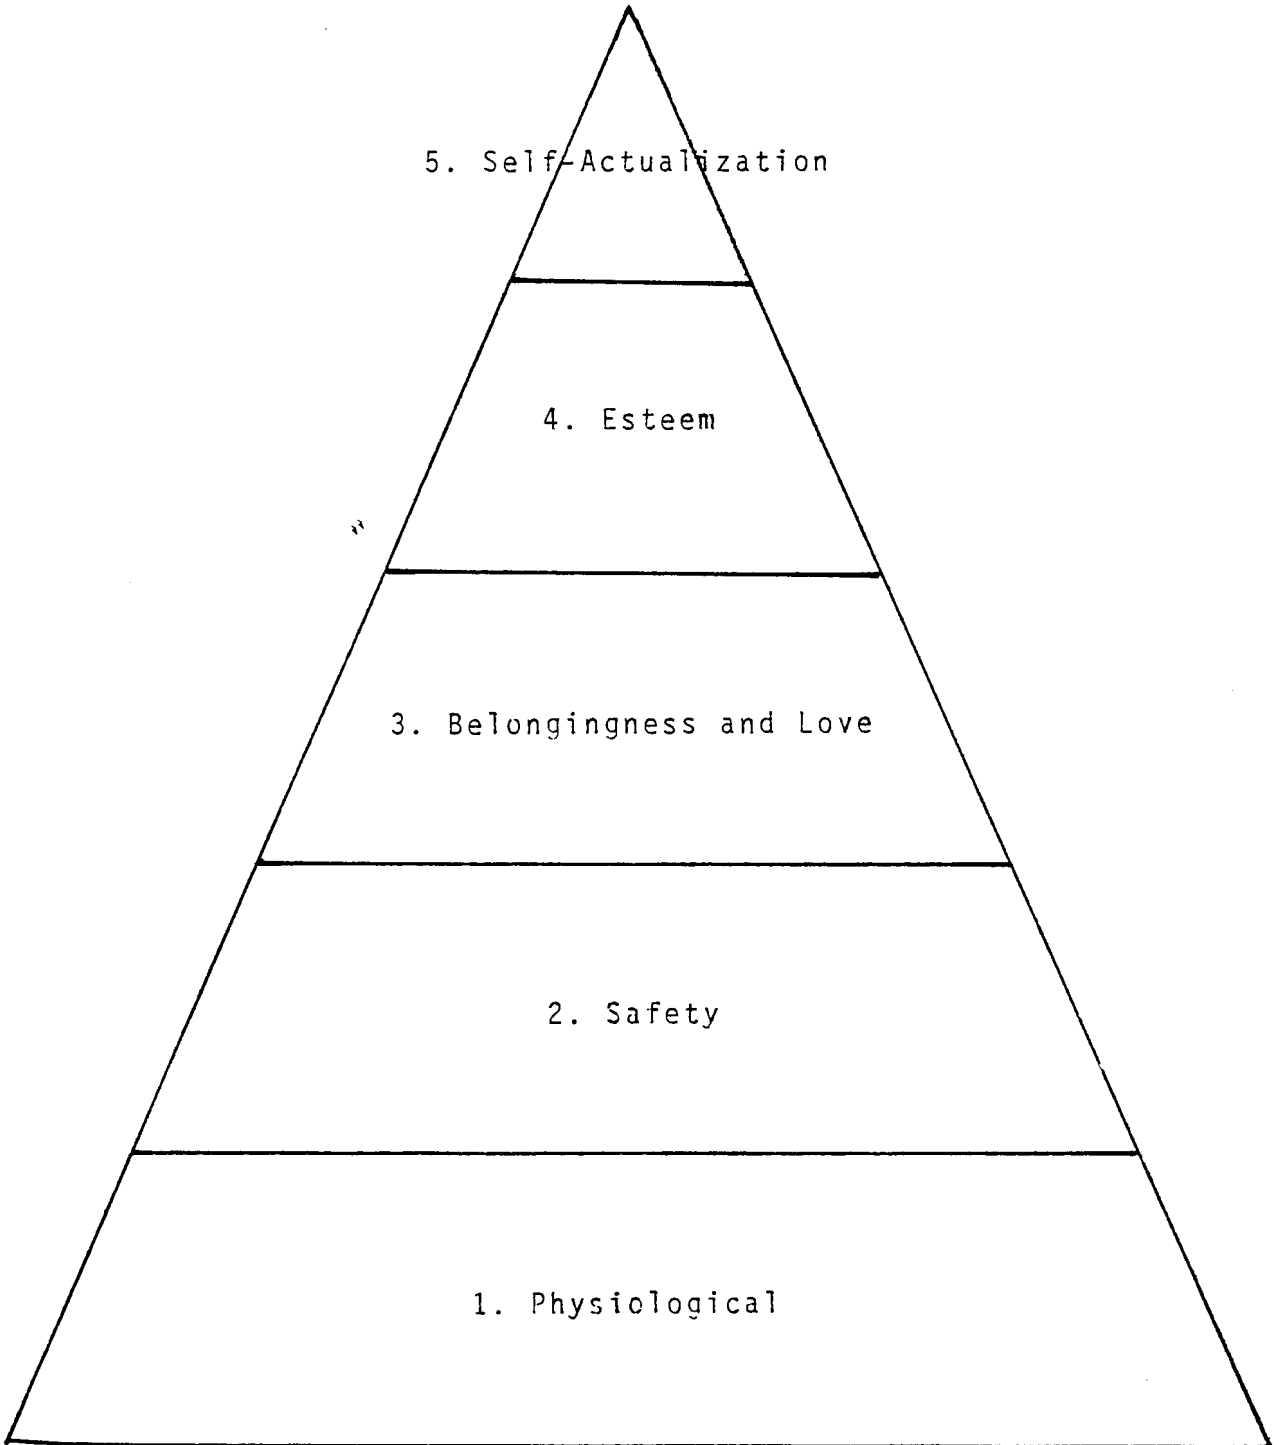 5. Self-Actualization
4. Esteem
3. Belongingness and Love
2. Safety
1. Physiological